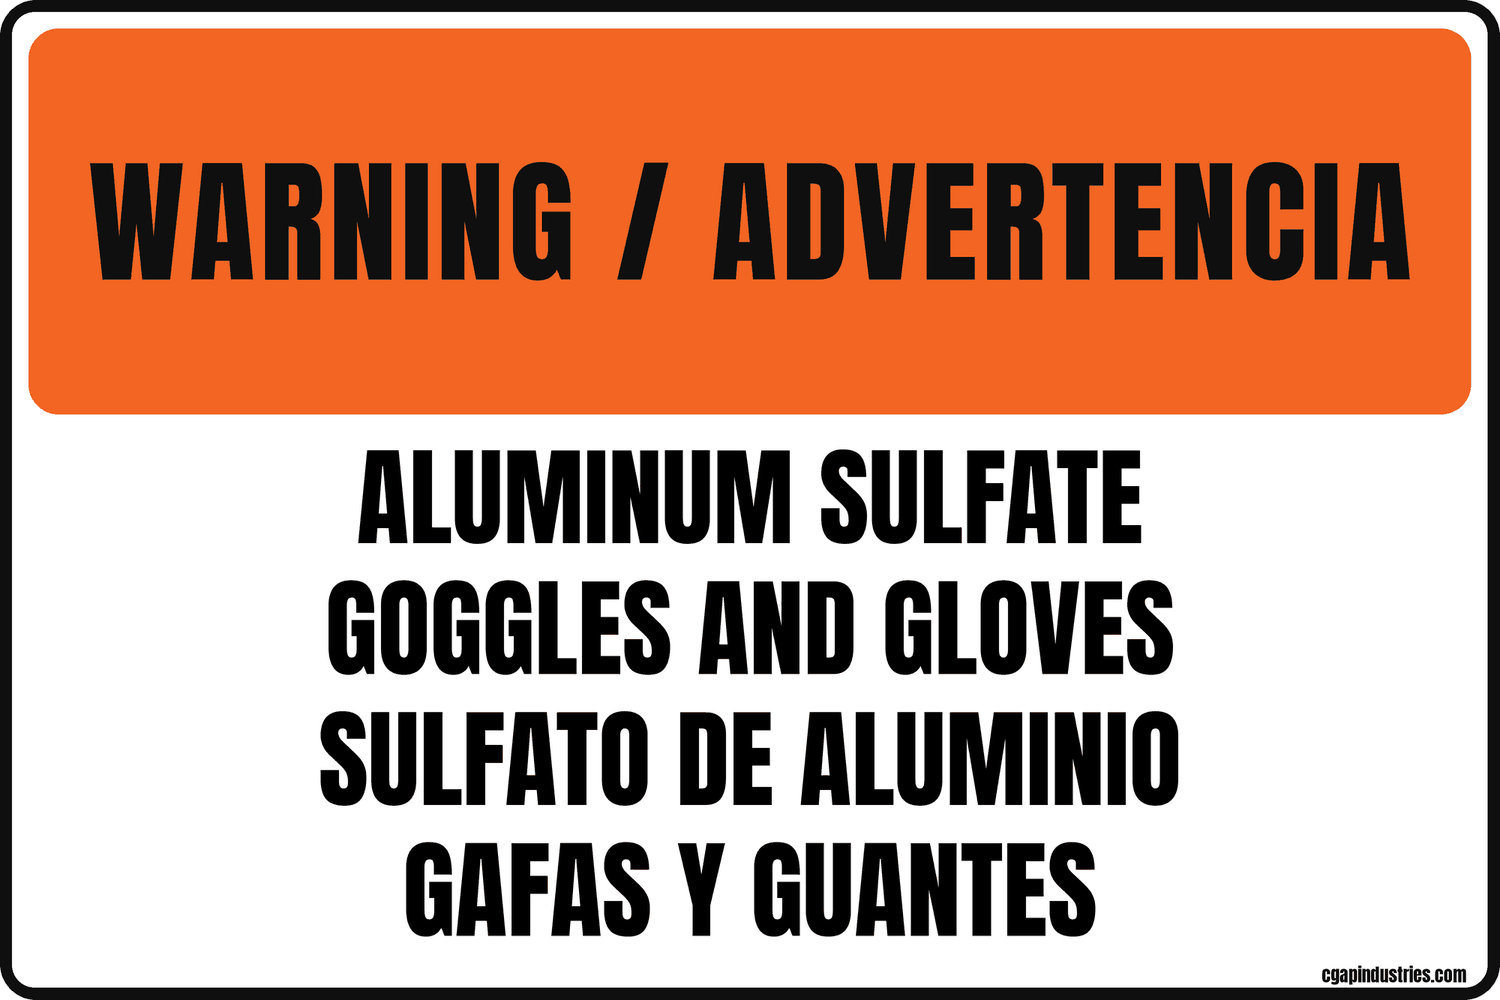 WARNING / ADVERTENCIA
ALUMINUM SULFATE
GOGGLES AND GLOVES
SULFATO DE ALUMINIO
GAFAS Y GUANTES
cgapindustries.com